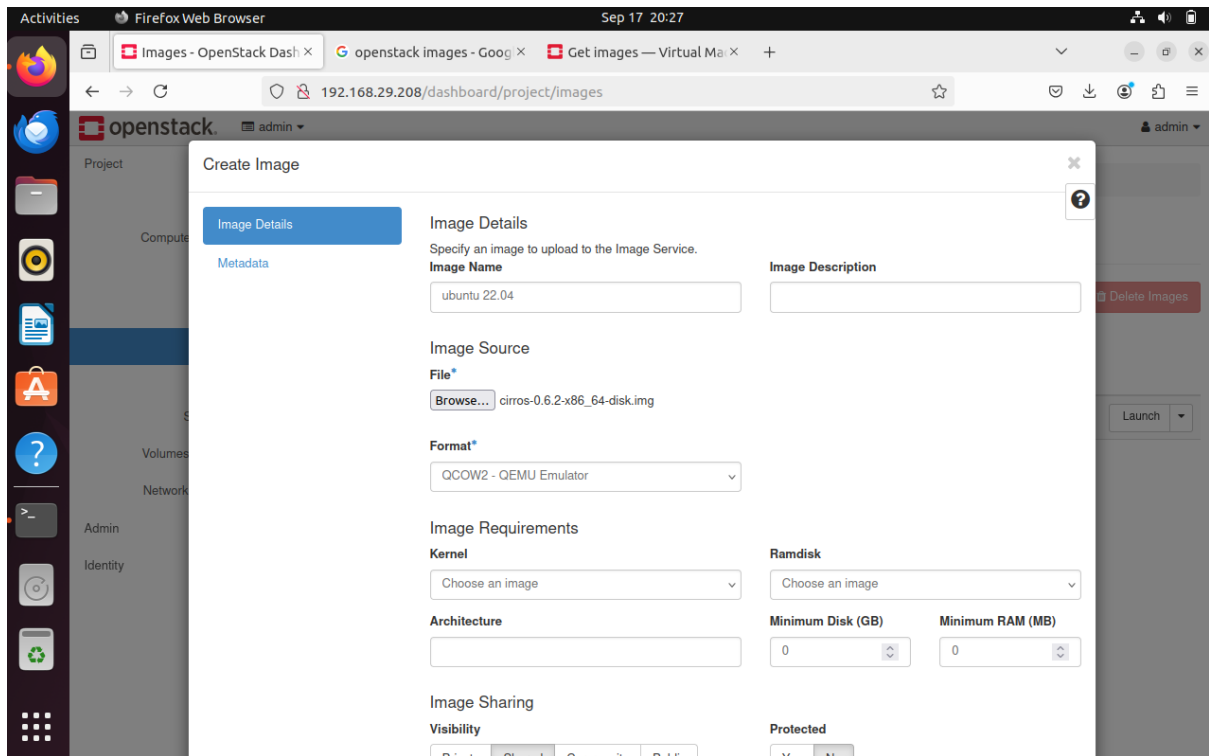 Activities Firefox Web Browser Sep 17 20:27
Images - OpenStack Dash openstack images - Goog Get images — Virtual Ma
192.168.29.208/dashboard/project/images
openstack. admin admin
Project
Create Image
Image Details
Image Details
Compute
Specify an image to upload to the Image Service.
Metadata
Image Name Image Description
ubuntu 22.04
Delete Images
Image Source
File*
Browse... cirros-0.6.2-x86_64-disk.img
Launch
Format*
Volumes
QCOW2 - QEMU Emulator
Network
Admin
Image Requirements
Kernel Ramdisk
Identity
Choose an image Choose an image
Architecture Minimum Disk (GB) Minimum RAM (MB)
0 0
Image Sharing
Visibility Protected